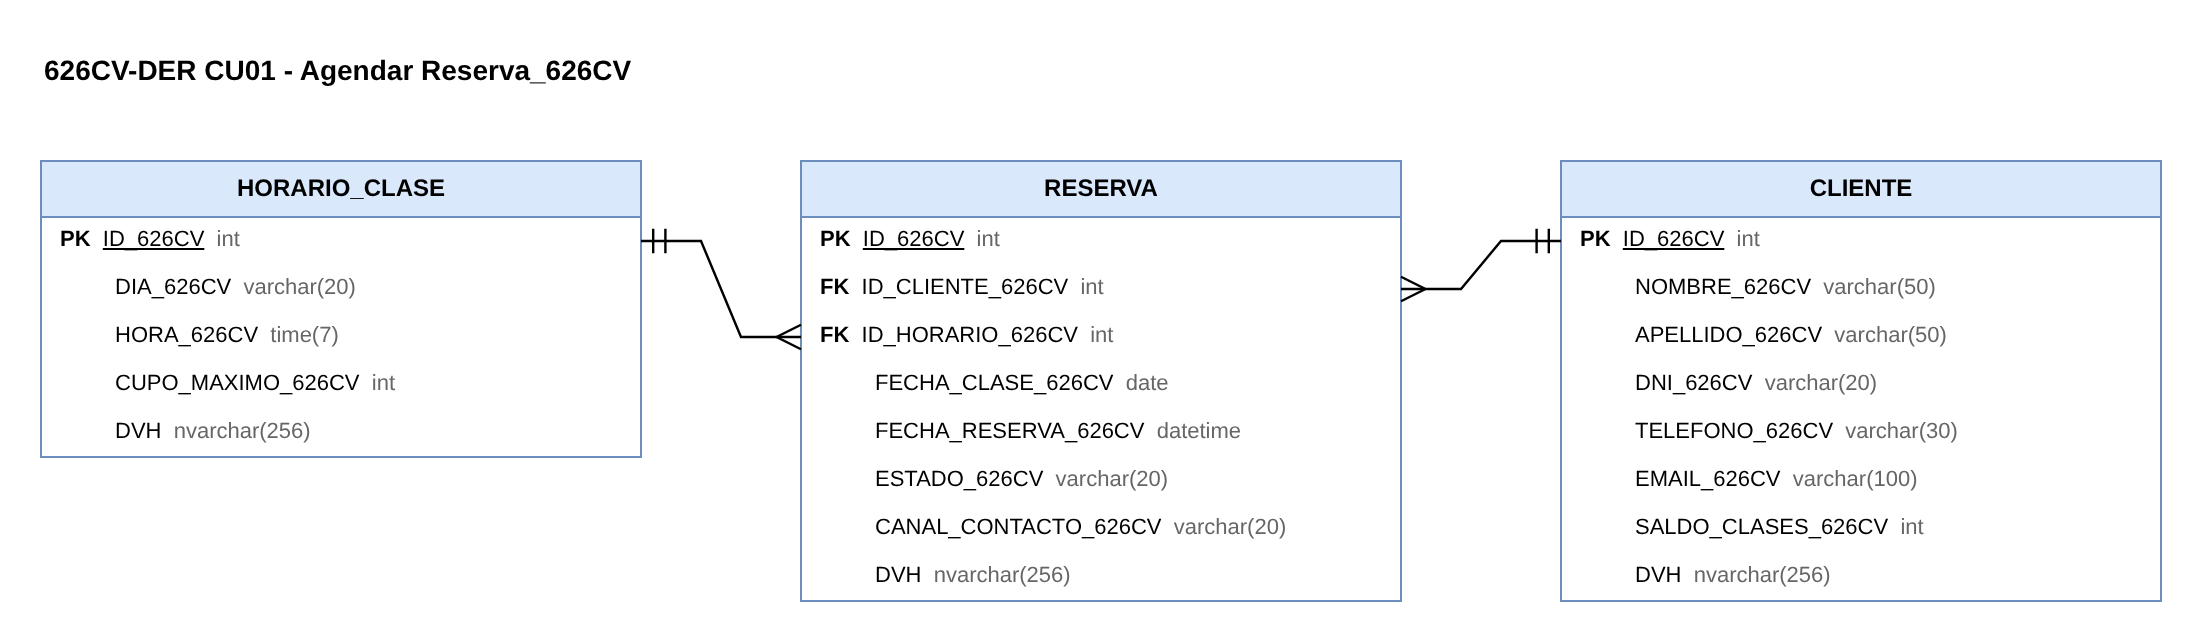 626CV-DER CU01 - Agendar Reserva_626CV
HORARIO_CLASE
PK ID_626CV int
DIA_626CV varchar(20)
HORA_626CV time(7)
CUPO_MAXIMO_626CV int
DVH nvarchar(256)
RESERVA
PK ID_626CV int
FK ID_CLIENTE_626CV int
FK ID_HORARIO_626CV int
FECHA_CLASE_626CV date
FECHA_RESERVA_626CV datetime
ESTADO_626CV varchar(20)
CANAL_CONTACTO_626CV varchar(20)
DVH nvarchar(256)
CLIENTE
PK ID_626CV int
NOMBRE_626CV varchar(50)
APELLIDO_626CV varchar(50)
DNI_626CV varchar(20)
TELEFONO_626CV varchar(30)
EMAIL_626CV varchar(100)
SALDO_CLASES_626CV int
DVH nvarchar(256)